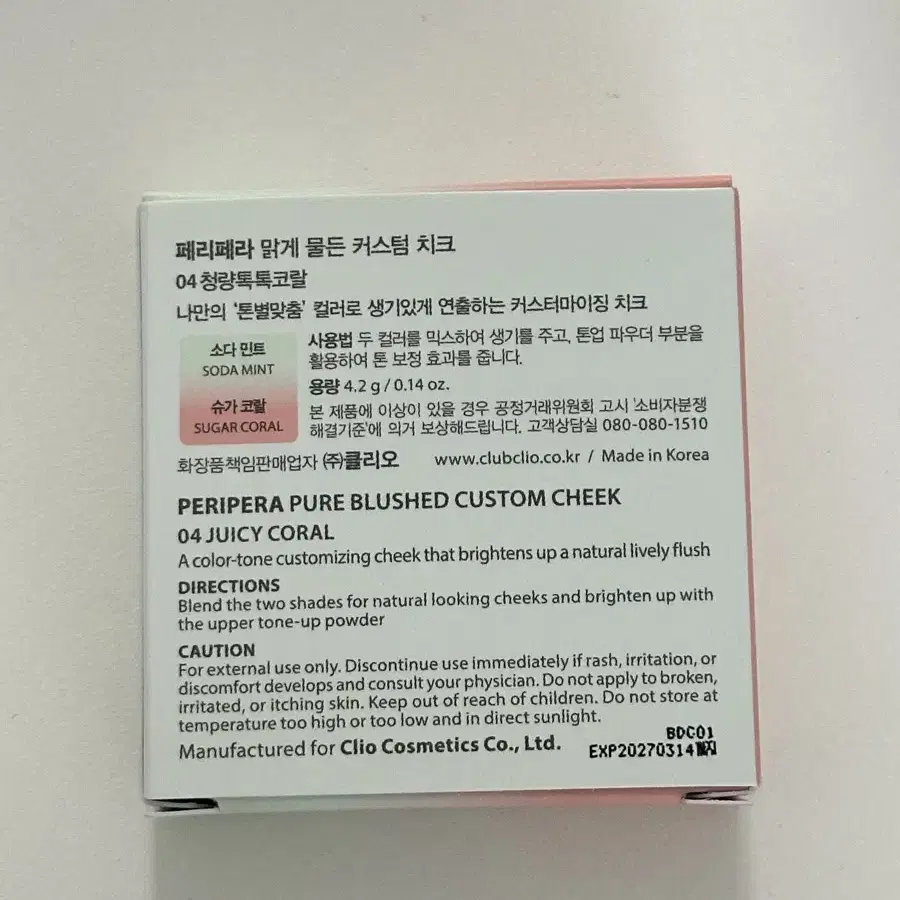 페리페라 맑게 물든 커스텀 치크
04 청량톡톡코랄
나만의 '톤별맞춤' 컬러로 생기있게 연출하는 커스터마이징 치크
소다 민트
SODA MINT
슈가 코랄
SUGAR CORAL
사용법 두 컬러를 믹스하여 생기를 주고, 톤업 파우더 부분을
활용하여 톤 보정 효과를 줍니다.
용량 4.2 g / 0.14 oz.
본 제품에 이상이 있을 경우 공정거래위원회 고시 '소비자분쟁
해결기준'에 의거 보상해드립니다. 고객상담실 080-080-1510
화장품책임판매업자 ㈜클리오 www.clubclio.co.kr / Made in Korea
PERIPERA PURE BLUSHED CUSTOM CHEEK
04 JUICY CORAL
A color-tone customizing cheek that brightens up a natural lively flush
DIRECTIONS
Blend the two shades for natural looking cheeks and brighten up with
the upper tone-up powder
CAUTION
For external use only. Discontinue use immediately if rash, irritation, or
discomfort develops and consult your physician. Do not apply to broken,
irritated, or itching skin. Keep out of reach of children. Do not store at
temperature too high or too low and in direct sunlight.
Manufactured for Clio Cosmetics Co., Ltd.
BDC01
EXP20270314